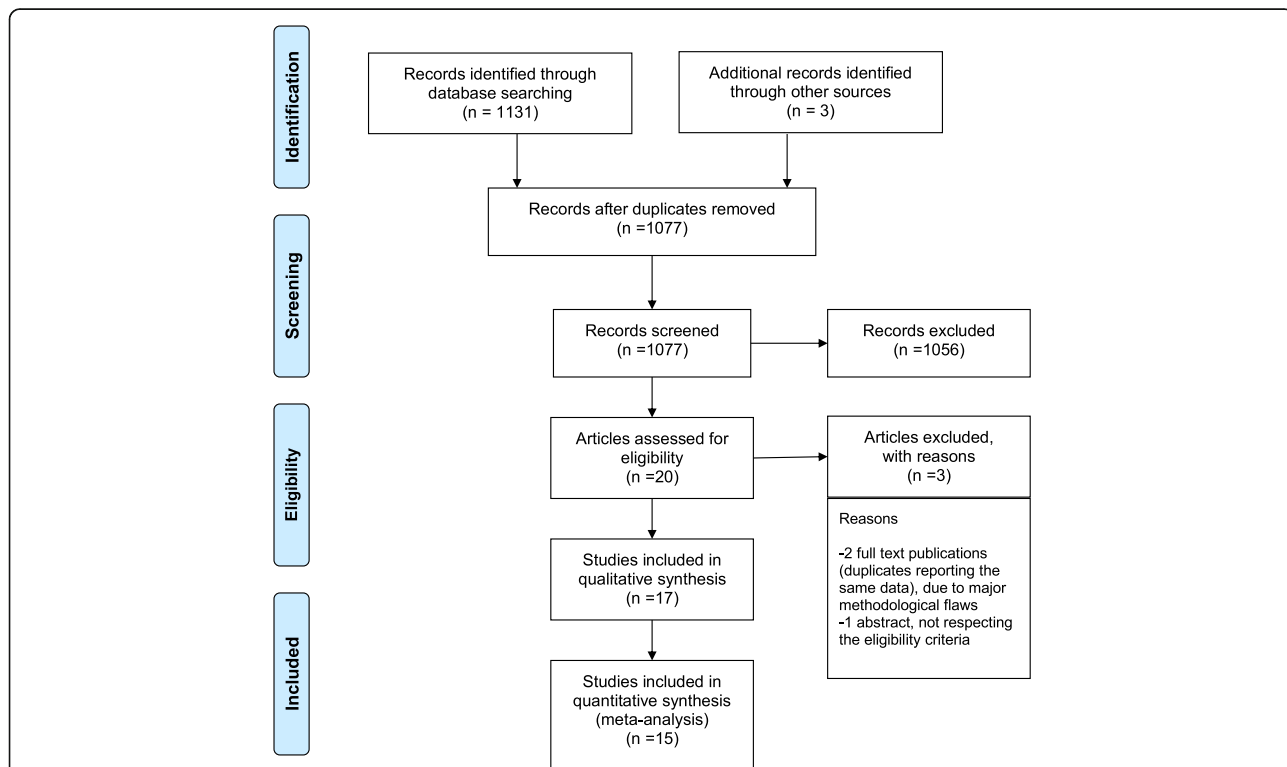 Identification
Records identified through
database searching
(n = 1131)
Additional records identified
through other sources
(n = 3)
Records after duplicates removed
(n =1077)
Screening
Records screened
(n =1077)
Records excluded
(n =1056)
Eligibility
Articles assessed for
eligibility
(n =20)
Articles excluded,
with reasons
(n =3)
Reasons
-2 full text publications
(duplicates reporting the
same data), due to major
methodological flaws
-1 abstract, not respecting
the eligibility criteria
Studies included in
qualitative synthesis
(n =17)
Included
Studies included in
quantitative synthesis
(meta-analysis)
(n =15)